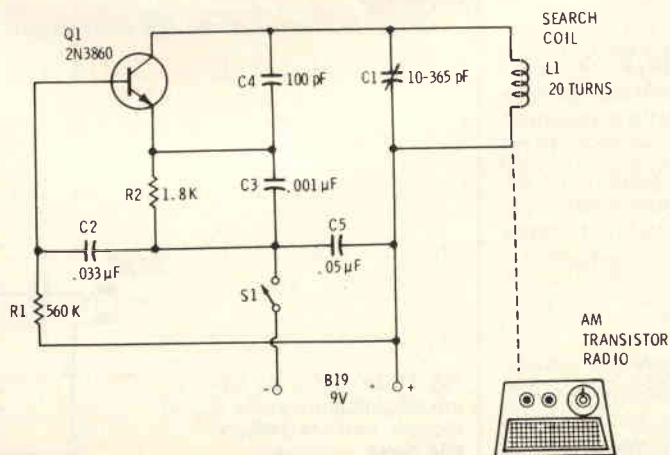 Q1
2N3860
C4
100 pF
C1
10-365 pF
SEARCH
COIL
L1
20 TURNS
R2
1.8K
C3
.001µF
C2
.033µF
C5
.05µF
R1
560 K
S1
-
B19
9V
+
AM
TRANSISTOR
RADIO